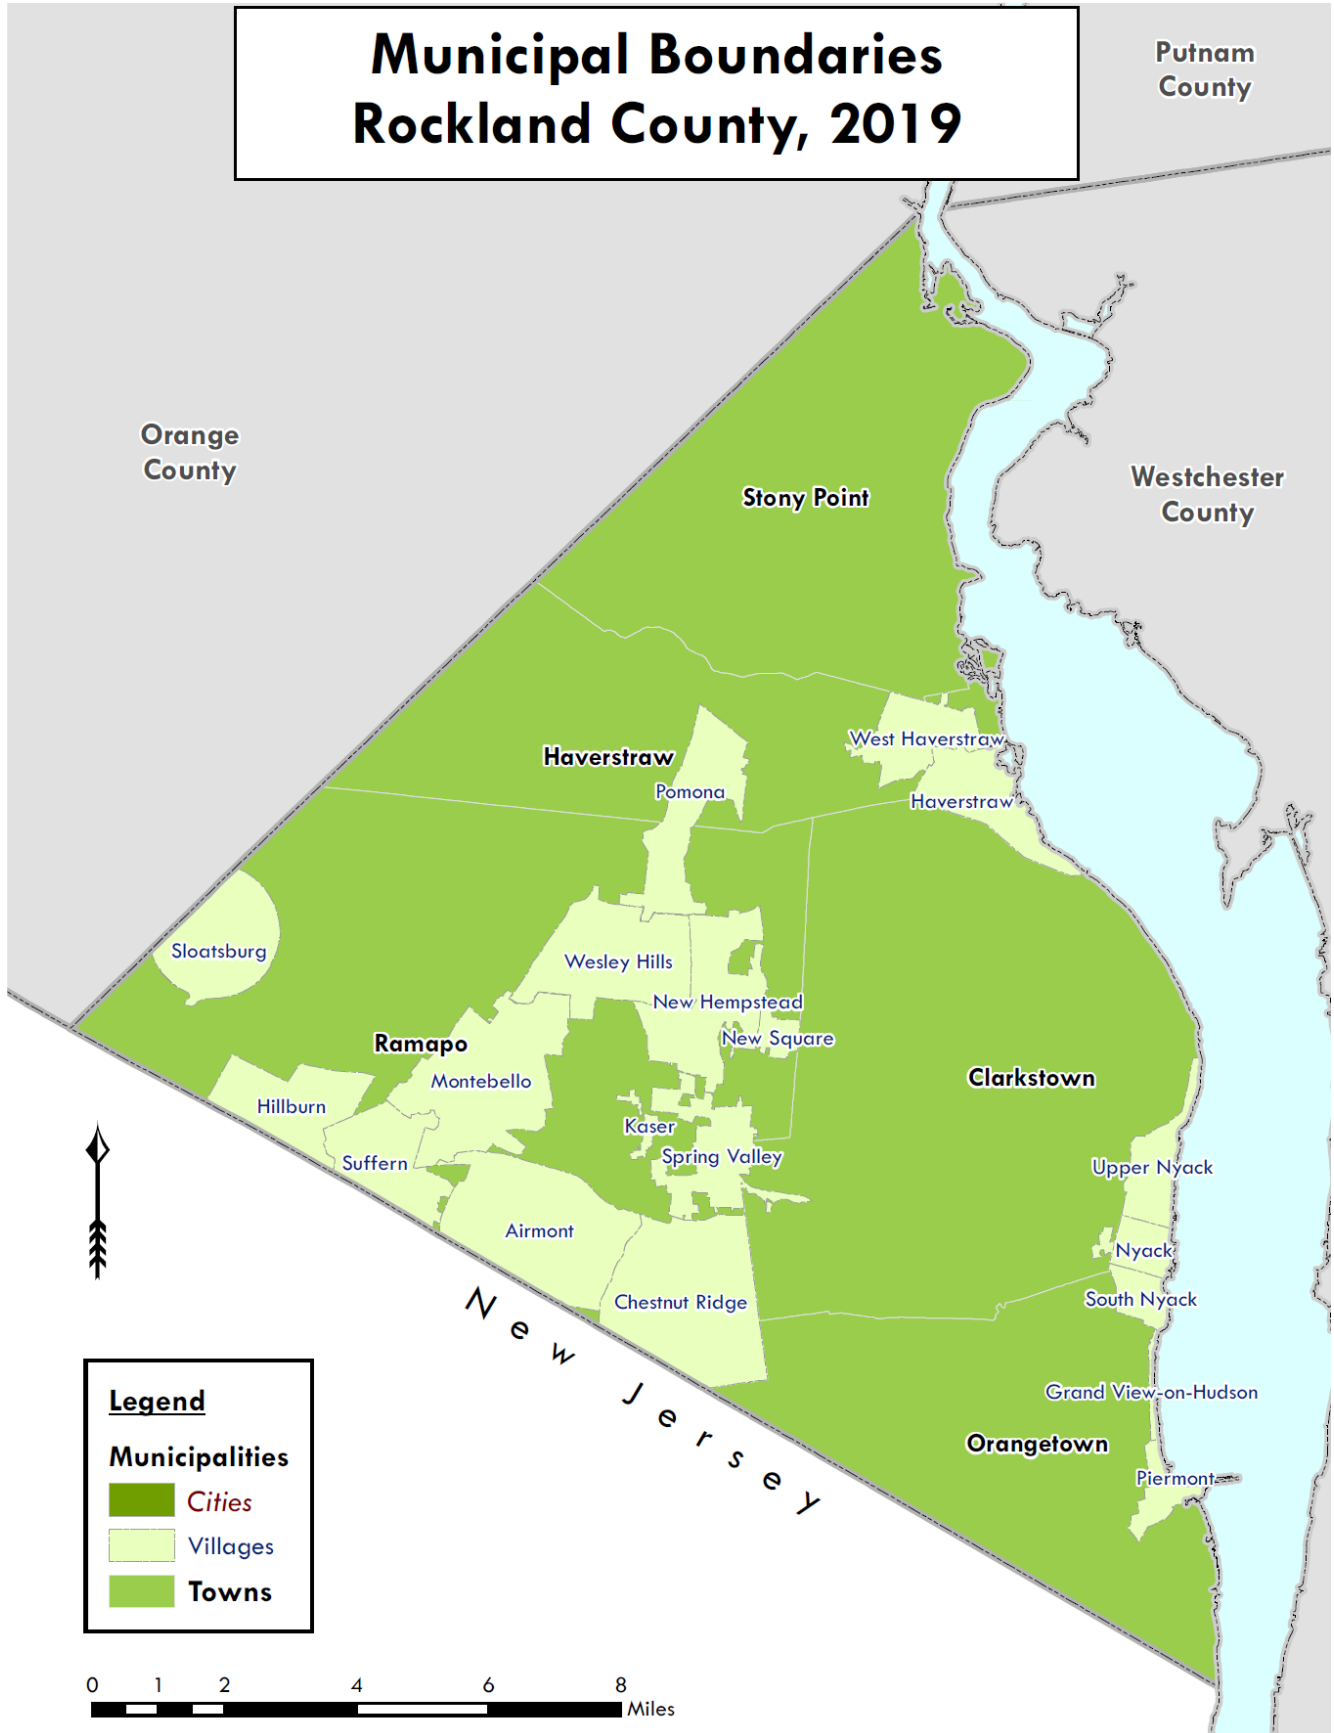 Municipal Boundaries
Rockland County, 2019
Putnam
County
Orange
County
Westchester
County
Stony Point
West Haverstraw
Haverstraw
Pomona
Haverstraw
Sloatsburg
Wesley Hills
New Hempstead
New Square
Ramapo
Montebello
Clarkstown
Hillburn
Kaser
Spring Valley
Suffern
Upper Nyack
Airmont
Nyack
Chestnut Ridge
South Nyack
New Jersey
Grand View-on-Hudson
Orangetown
Piermont
Legend
Municipalities
Cities
Villages
Towns
0 1 2 4 6 8
Miles